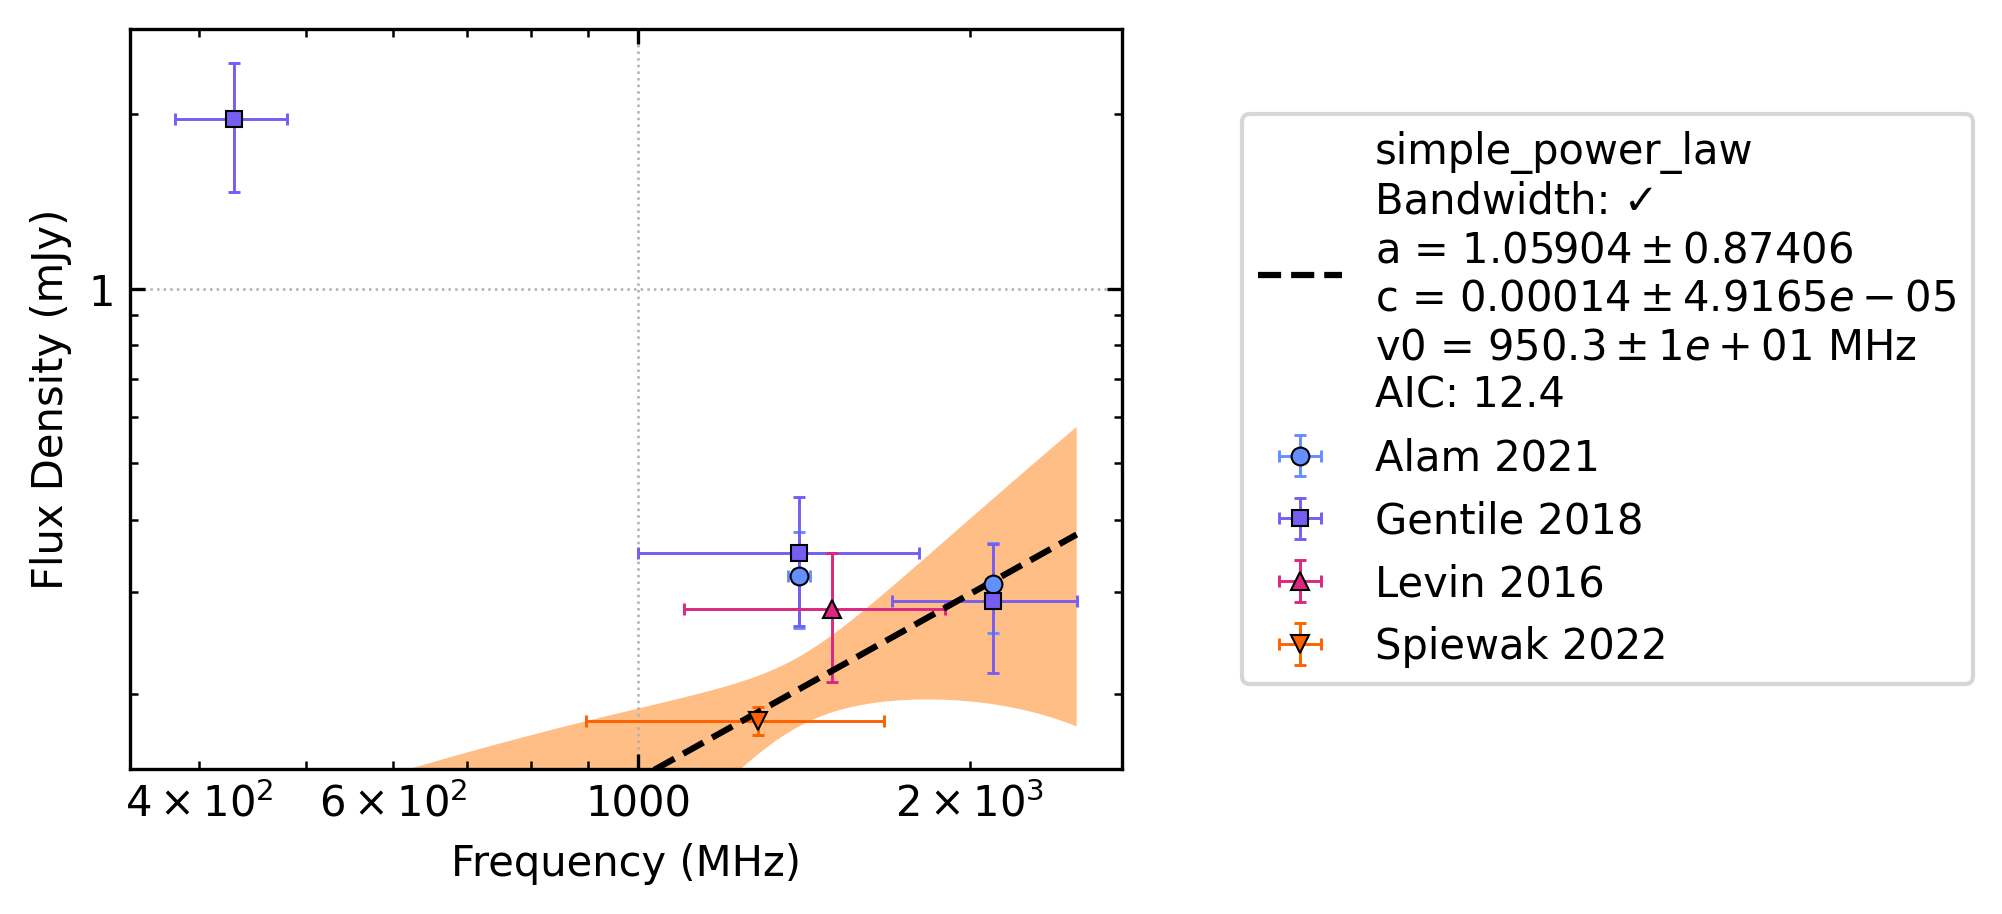 simple_power_law
Bandwidth: ✓
a = 1.05904 ± 0.87406
c = 0.00014 ± 4.9165e − 05
v0 = 950.3 ± 1e + 01 MHz
AIC: 12.4
Alam 2021
Gentile 2018
Levin 2016
Spiewak 2022
Flux Density (mJy)
1
4 × 10² 6 × 10² 1000 2 × 10³
Frequency (MHz)